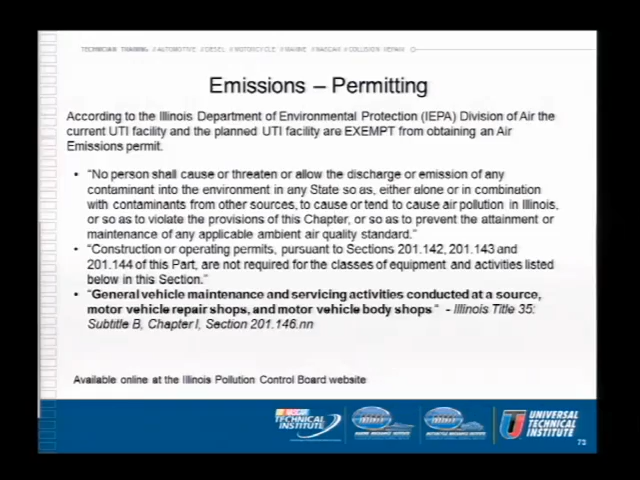 TECHNICIAN TRAINING // AUTOMOTIVE // DIESEL // MOTORCYCLE // MARINE // NASCAR // COLLISION REPAIR
Emissions – Permitting
According to the Illinois Department of Environmental Protection (IEPA) Division of Air the
current UTI facility and the planned UTI facility are EXEMPT from obtaining an Air
Emissions permit.
• “No person shall cause or threaten or allow the discharge or emission of any
contaminant into the environment in any State so as, either alone or in combination
with contaminants from other sources, to cause or tend to cause air pollution in Illinois,
or so as to violate the provisions of this Chapter, or so as to prevent the attainment or
maintenance of any applicable ambient air quality standard.”
• “Construction or operating permits, pursuant to Sections 201.142, 201.143 and
201.144 of this Part, are not required for the classes of equipment and activities listed
below in this Section.”
• “General vehicle maintenance and servicing activities conducted at a source,
motor vehicle repair shops, and motor vehicle body shops” - Illinois Title 35:
Subtitle B, Chapter I, Section 201.146.nn
Available online at the Illinois Pollution Control Board website
NASCAR
TECHNICAL
INSTITUTE
UNIVERSAL
TECHNICAL
INSTITUTE
73